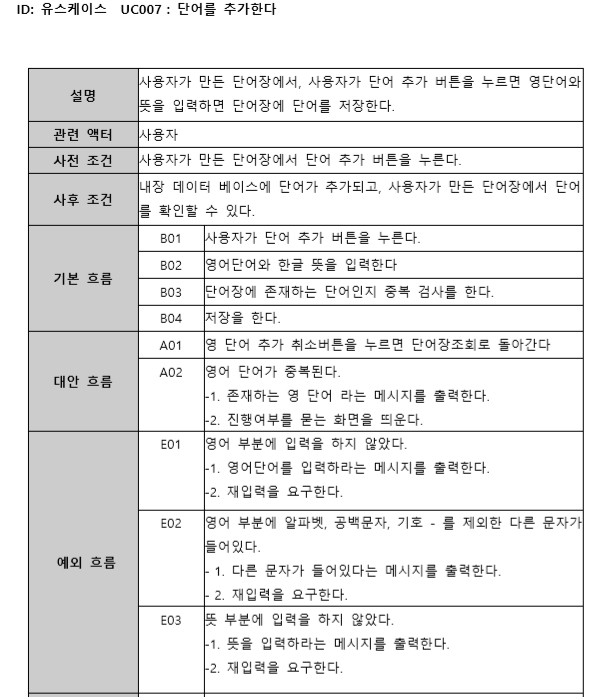 ID: 유스케이스 UC007 : 단어를 추가한다
설명
사용자가 만든 단어장에서, 사용자가 단어 추가 버튼을 누르면 영단어와
뜻을 입력하면 단어장에 단어를 저장한다.
관련 액터
사용자
사전 조건
사용자가 만든 단어장에서 단어 추가 버튼을 누른다.
사후 조건
내장 데이터 베이스에 단어가 추가되고, 사용자가 만든 단어장에서 단어
를 확인할 수 있다.
기본 흐름
B01
사용자가 단어 추가 버튼을 누른다.
B02
영어단어와 한글 뜻을 입력한다
B03
단어장에 존재하는 단어인지 중복 검사를 한다.
B04
저장을 한다.
대안 흐름
A01
영 단어 추가 취소버튼을 누르면 단어장조회로 돌아간다
A02
영어 단어가 중복된다.
-1. 존재하는 영 단어 라는 메시지를 출력한다.
-2. 진행여부를 묻는 화면을 띄운다.
예외 흐름
E01
영어 부분에 입력을 하지 않았다.
-1. 영어단어를 입력하라는 메시지를 출력한다.
-2. 재입력을 요구한다.
E02
영어 부분에 알파벳, 공백문자, 기호 - 를 제외한 다른 문자가
들어있다.
- 1. 다른 문자가 들어있다는 메시지를 출력한다.
- 2. 재입력을 요구한다.
E03
뜻 부분에 입력을 하지 않았다.
-1. 뜻을 입력하라는 메시지를 출력한다.
-2. 재입력을 요구한다.